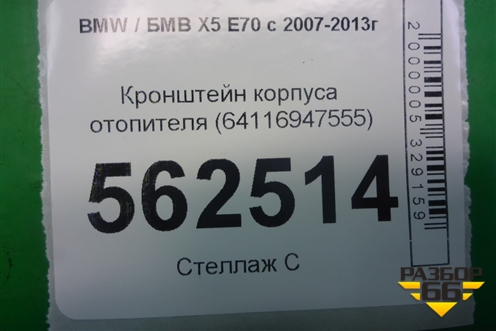 BMW / БМВ X5 E70 с 2007-2013г
Кронштейн корпуса
отопителя (64116947555)
562514
Стеллаж С
2000005329159
РАЗБОР
66